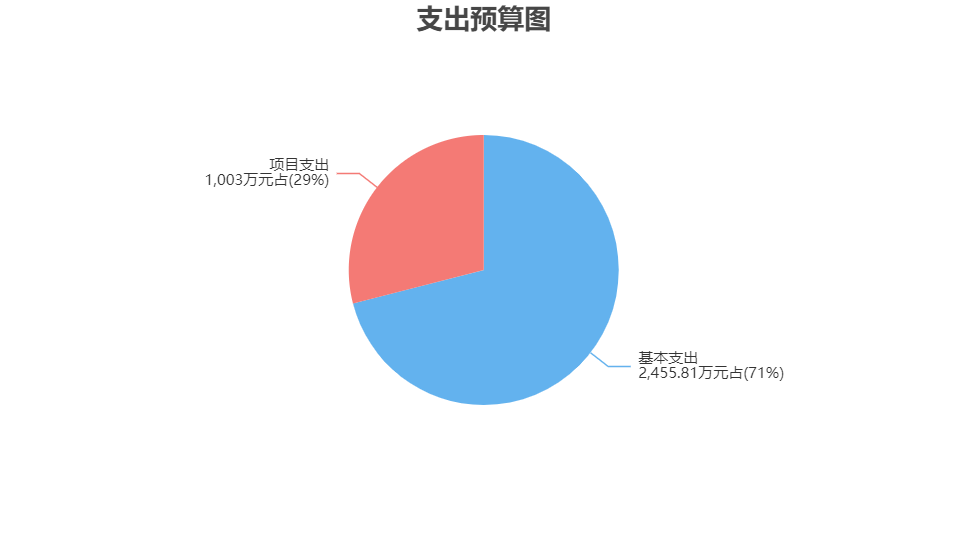 支出预算图
项目支出
1,003万元占(29%)
基本支出
2,455.81万元占(71%)